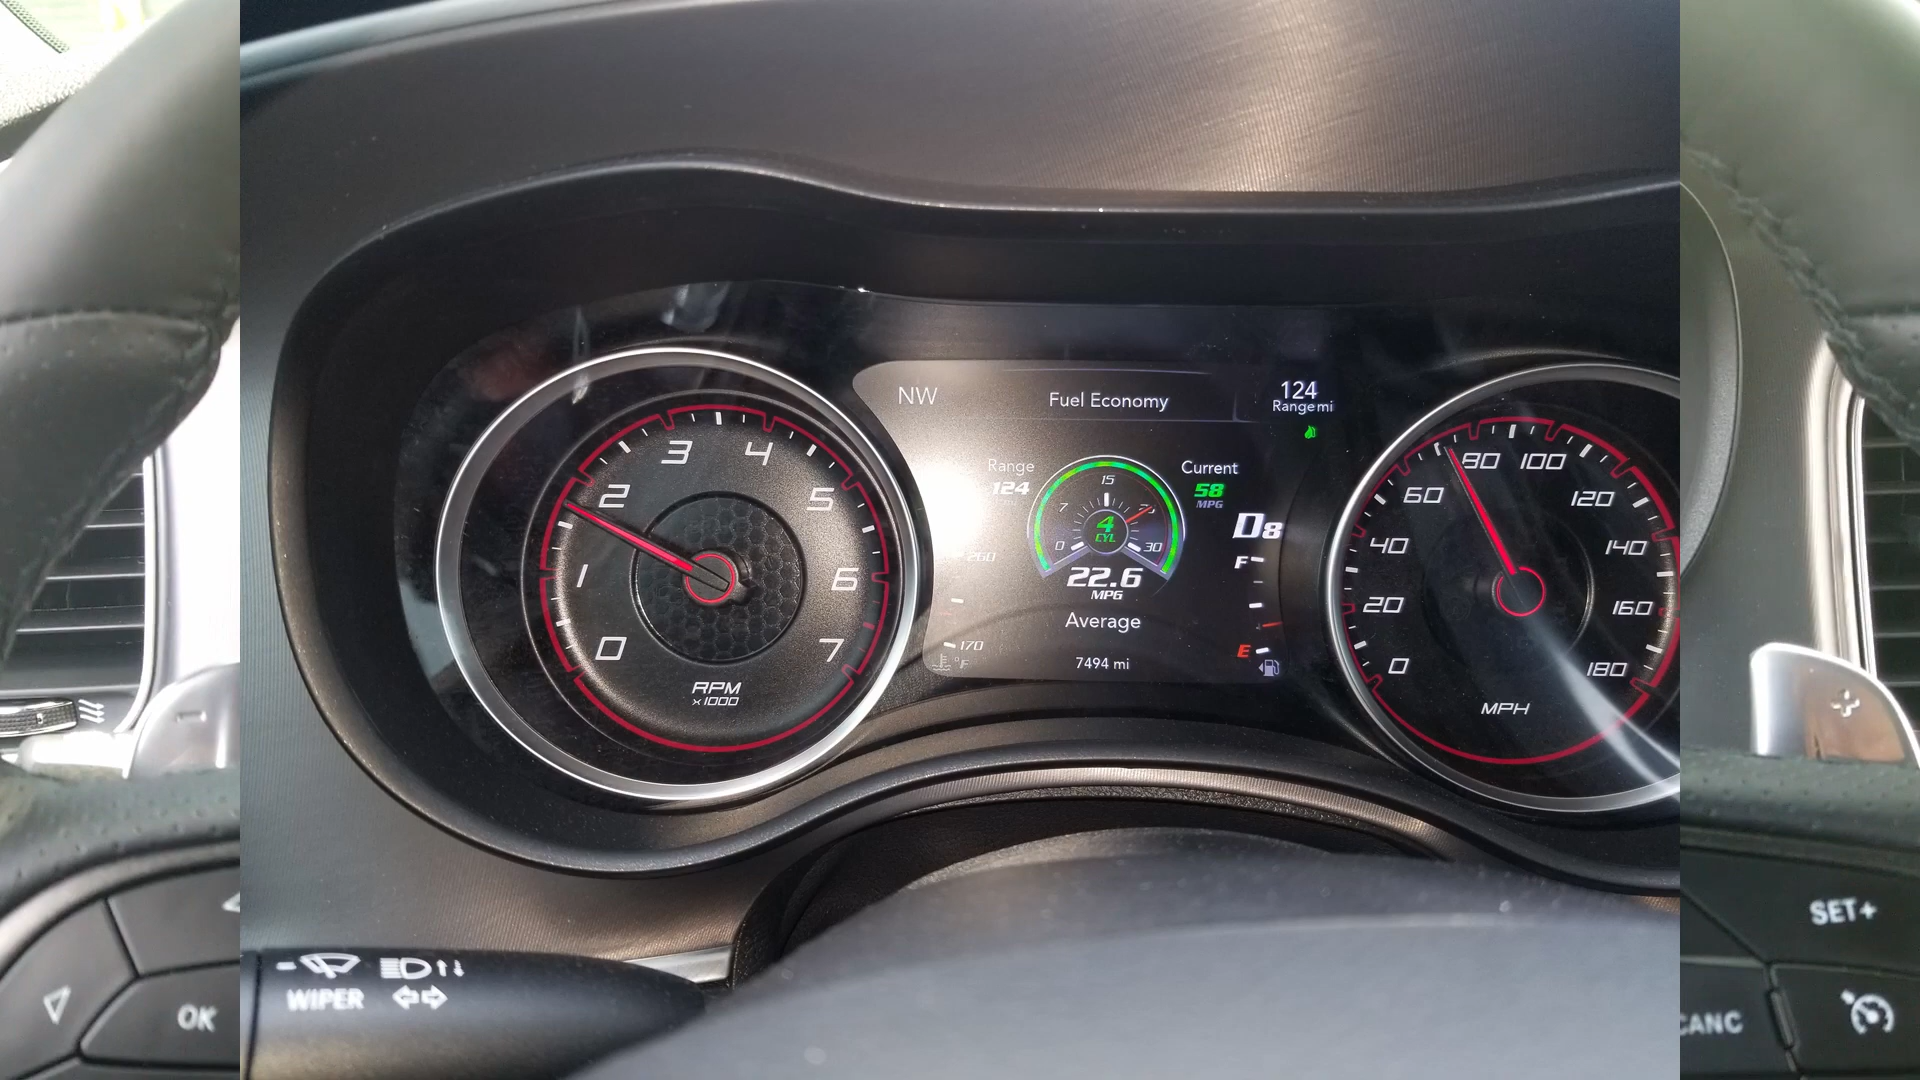 NW
Fuel Economy
124
Range mi
Range
124
Current
58
MPG
0
7
15
30
4
CYL
22.6
MPG
Average
7494 mi
260
170
°F
D8
F
E
0
1
2
3
4
5
6
7
RPM
x1000
0
20
40
60
80
100
120
140
160
180
MPH
WIPER
OK
SET+
CANC